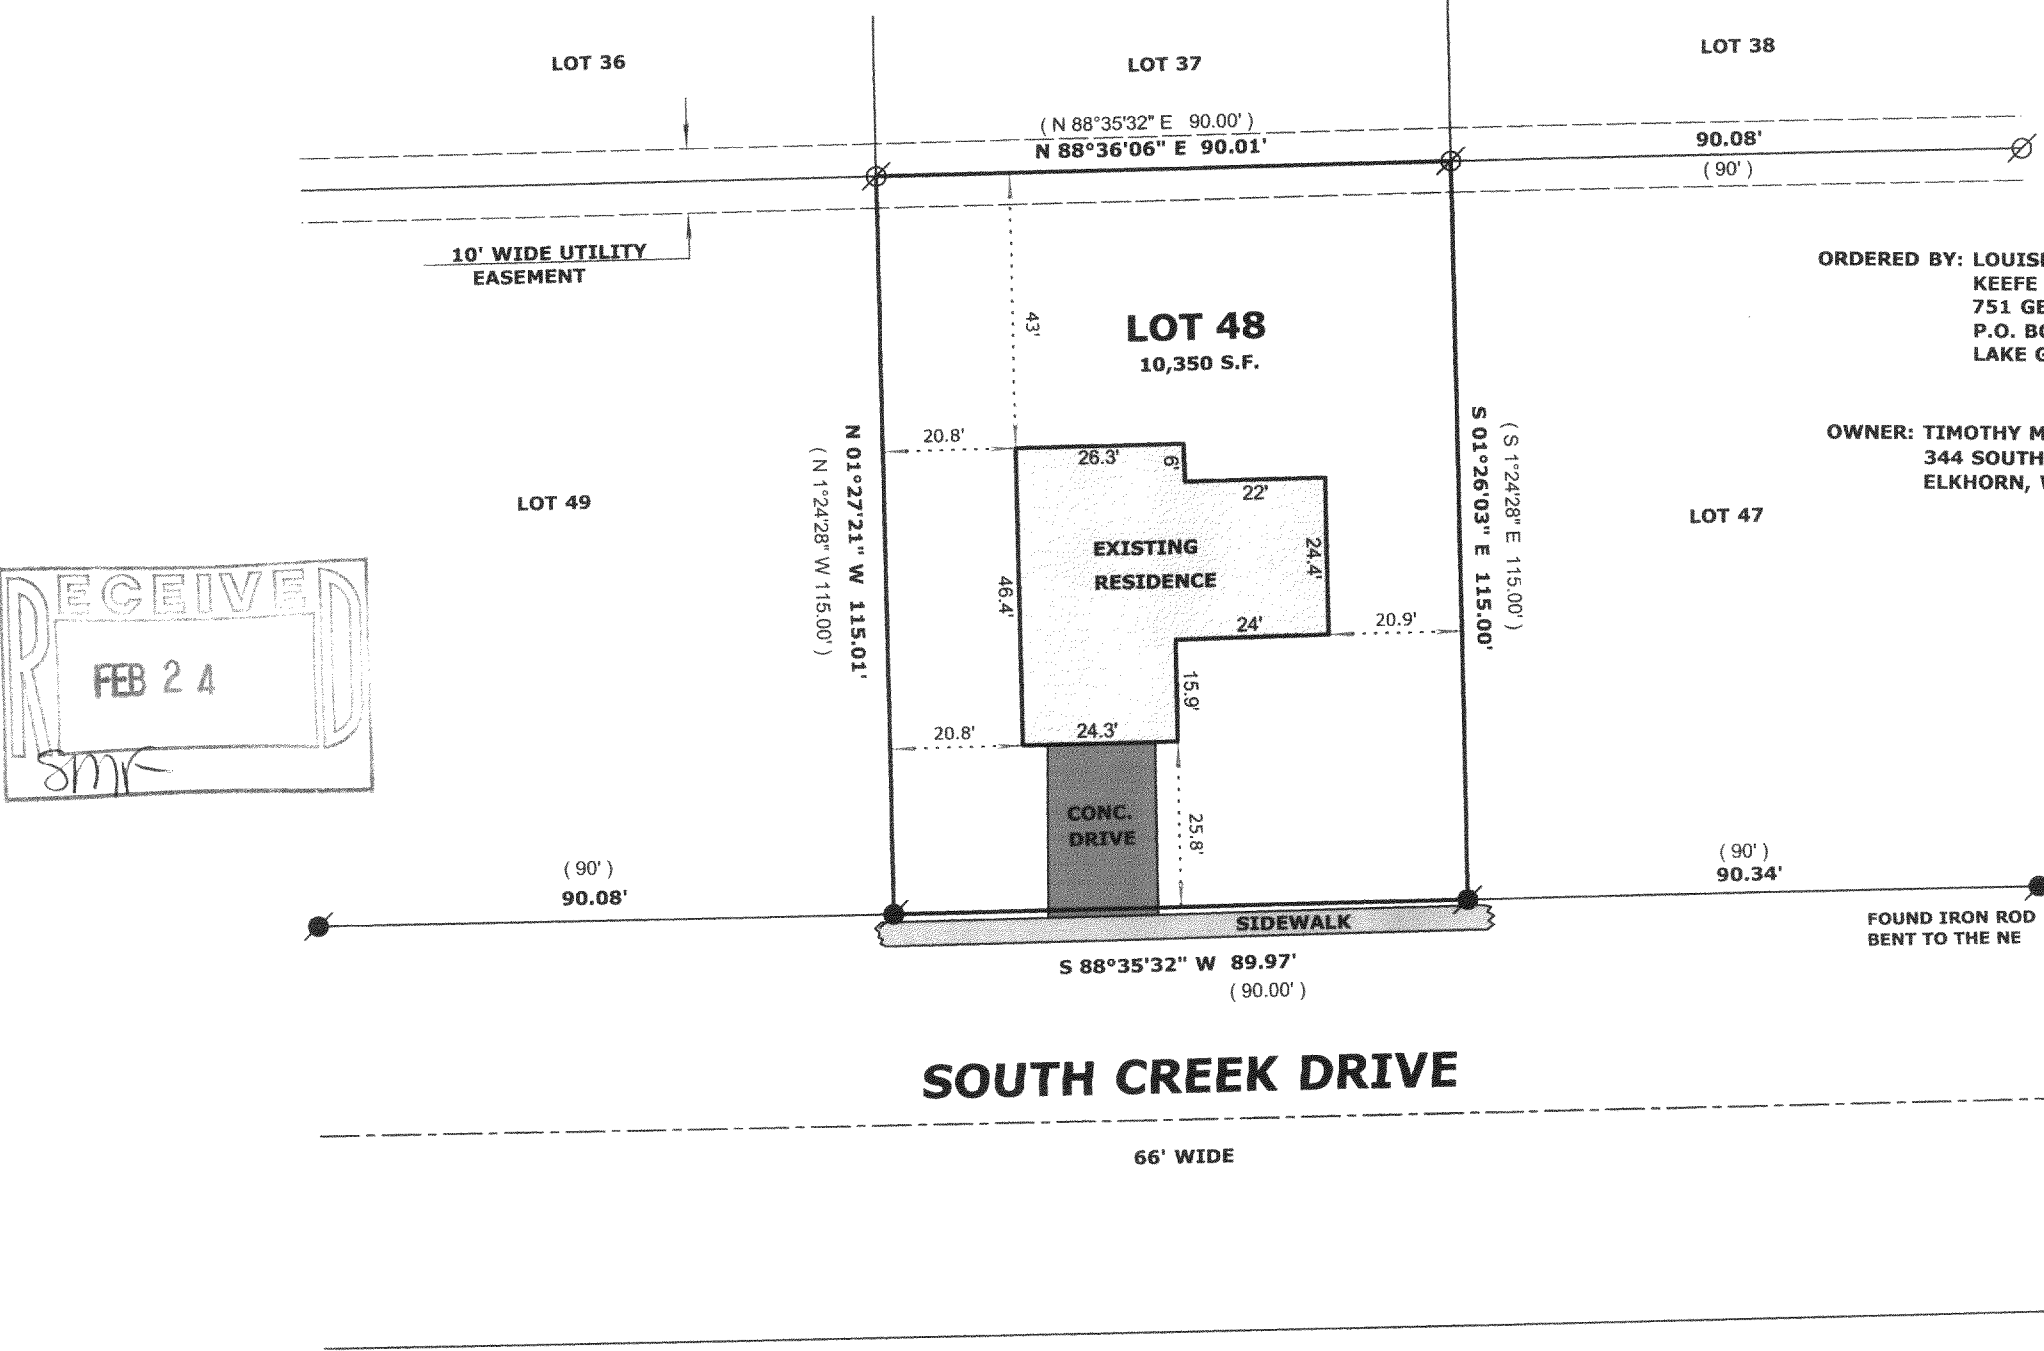 LOT 36
LOT 37
LOT 38
( N 88°35'32" E 90.00' )
N 88°36'06" E 90.01'
90.08'
( 90' )
10' WIDE UTILITY
EASEMENT
ORDERED BY:
KEEFE
751
P.O.
LAKE
43'
LOT 48
10,350 S.F.
OWNER: TIMOTHY
344 SOUTH
ELKHORN,
LOT 49
N 01°27'21" W 115.01'
( N 1°24'28" W 115.00' )
20.8'
26.3'
6'
22'
EXISTING
RESIDENCE
46.4'
24.4'
24'
20.9'
15.9'
24.3'
20.8'
S 01°26'03" E 115.00'
( S 1°24'28" E 115.00' )
LOT 47
RECEIVED
FEB 24
SMR
CONC.
DRIVE
25.8'
( 90' )
90.08'
( 90' )
90.34'
SIDEWALK
FOUND IRON ROD
BENT TO THE NE
S 88°35'32" W 89.97'
( 90.00' )
SOUTH CREEK DRIVE
66' WIDE